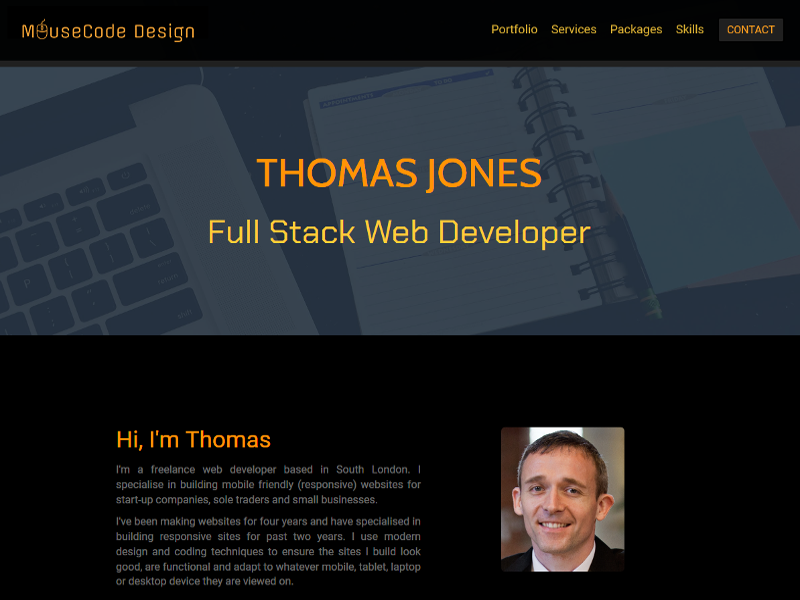 MouseCode Design
Portfolio Services Packages Skills CONTACT
THOMAS JONES
Full Stack Web Developer
Hi, I'm Thomas
I'm a freelance web developer based in South London. I
specialise in building mobile friendly (responsive) websites for
start-up companies, sole traders and small businesses.
I've been making websites for four years and have specialised in
building responsive sites for past two years. I use modern
design and coding techniques to ensure the sites I build look
good, are functional and adapt to whatever mobile, tablet, laptop
or desktop device they are viewed on.